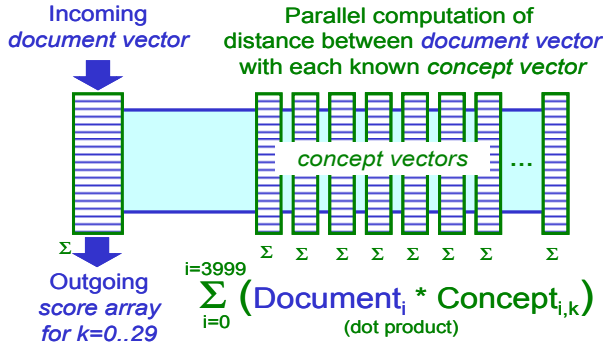 Incoming
document vector
Parallel computation of
distance between document vector
with each known concept vector
concept vectors
...
Σ Σ Σ Σ Σ Σ Σ Σ Σ
Outgoing
score array
for k=0..29
i=3999
Σ (Document_i * Concept_i,k)
i=0
(dot product)